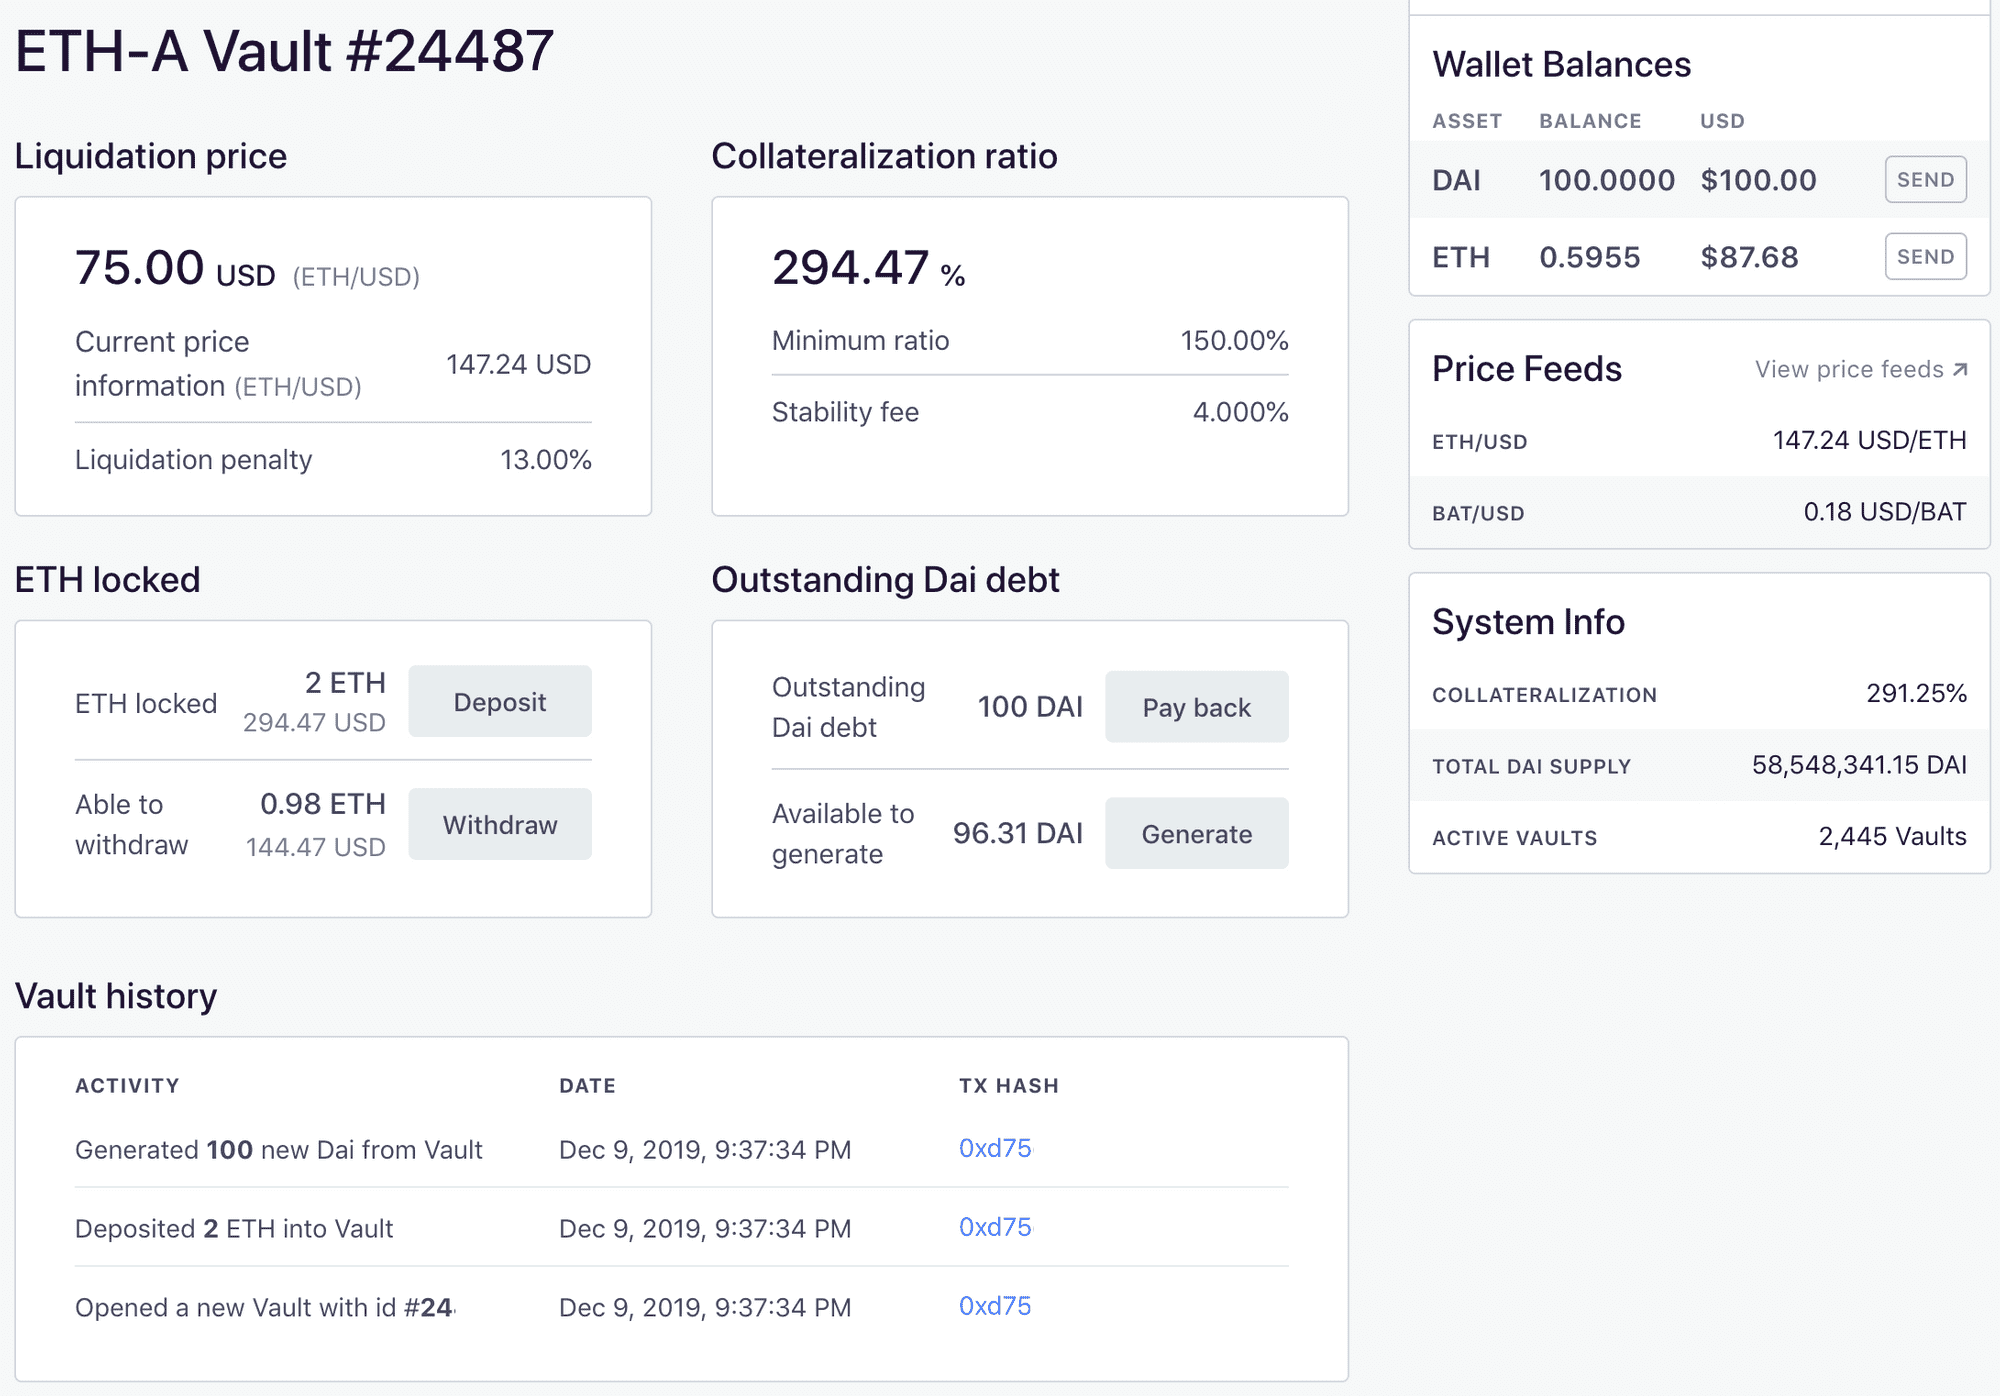 ETH-A Vault #24487
Liquidation price
75.00 USD (ETH/USD)
Current price
information (ETH/USD)
147.24 USD
Liquidation penalty
13.00%
Collateralization ratio
294.47 %
Minimum ratio
150.00%
Stability fee
4.000%
ETH locked
ETH locked
2 ETH
294.47 USD
Deposit
Able to
withdraw
0.98 ETH
144.47 USD
Withdraw
Outstanding Dai debt
Outstanding
Dai debt
100 DAI
Pay back
Available to
generate
96.31 DAI
Generate
Vault history
ACTIVITY DATE TX HASH
Generated 100 new Dai from Vault Dec 9, 2019, 9:37:34 PM 0xd75
Deposited 2 ETH into Vault Dec 9, 2019, 9:37:34 PM 0xd75
Opened a new Vault with id #24 Dec 9, 2019, 9:37:34 PM 0xd75
Wallet Balances
ASSET BALANCE USD
DAI 100.0000 $100.00 SEND
ETH 0.5955 $87.68 SEND
Price Feeds View price feeds ↗
ETH/USD 147.24 USD/ETH
BAT/USD 0.18 USD/BAT
System Info
COLLATERALIZATION 291.25%
TOTAL DAI SUPPLY 58,548,341.15 DAI
ACTIVE VAULTS 2,445 Vaults